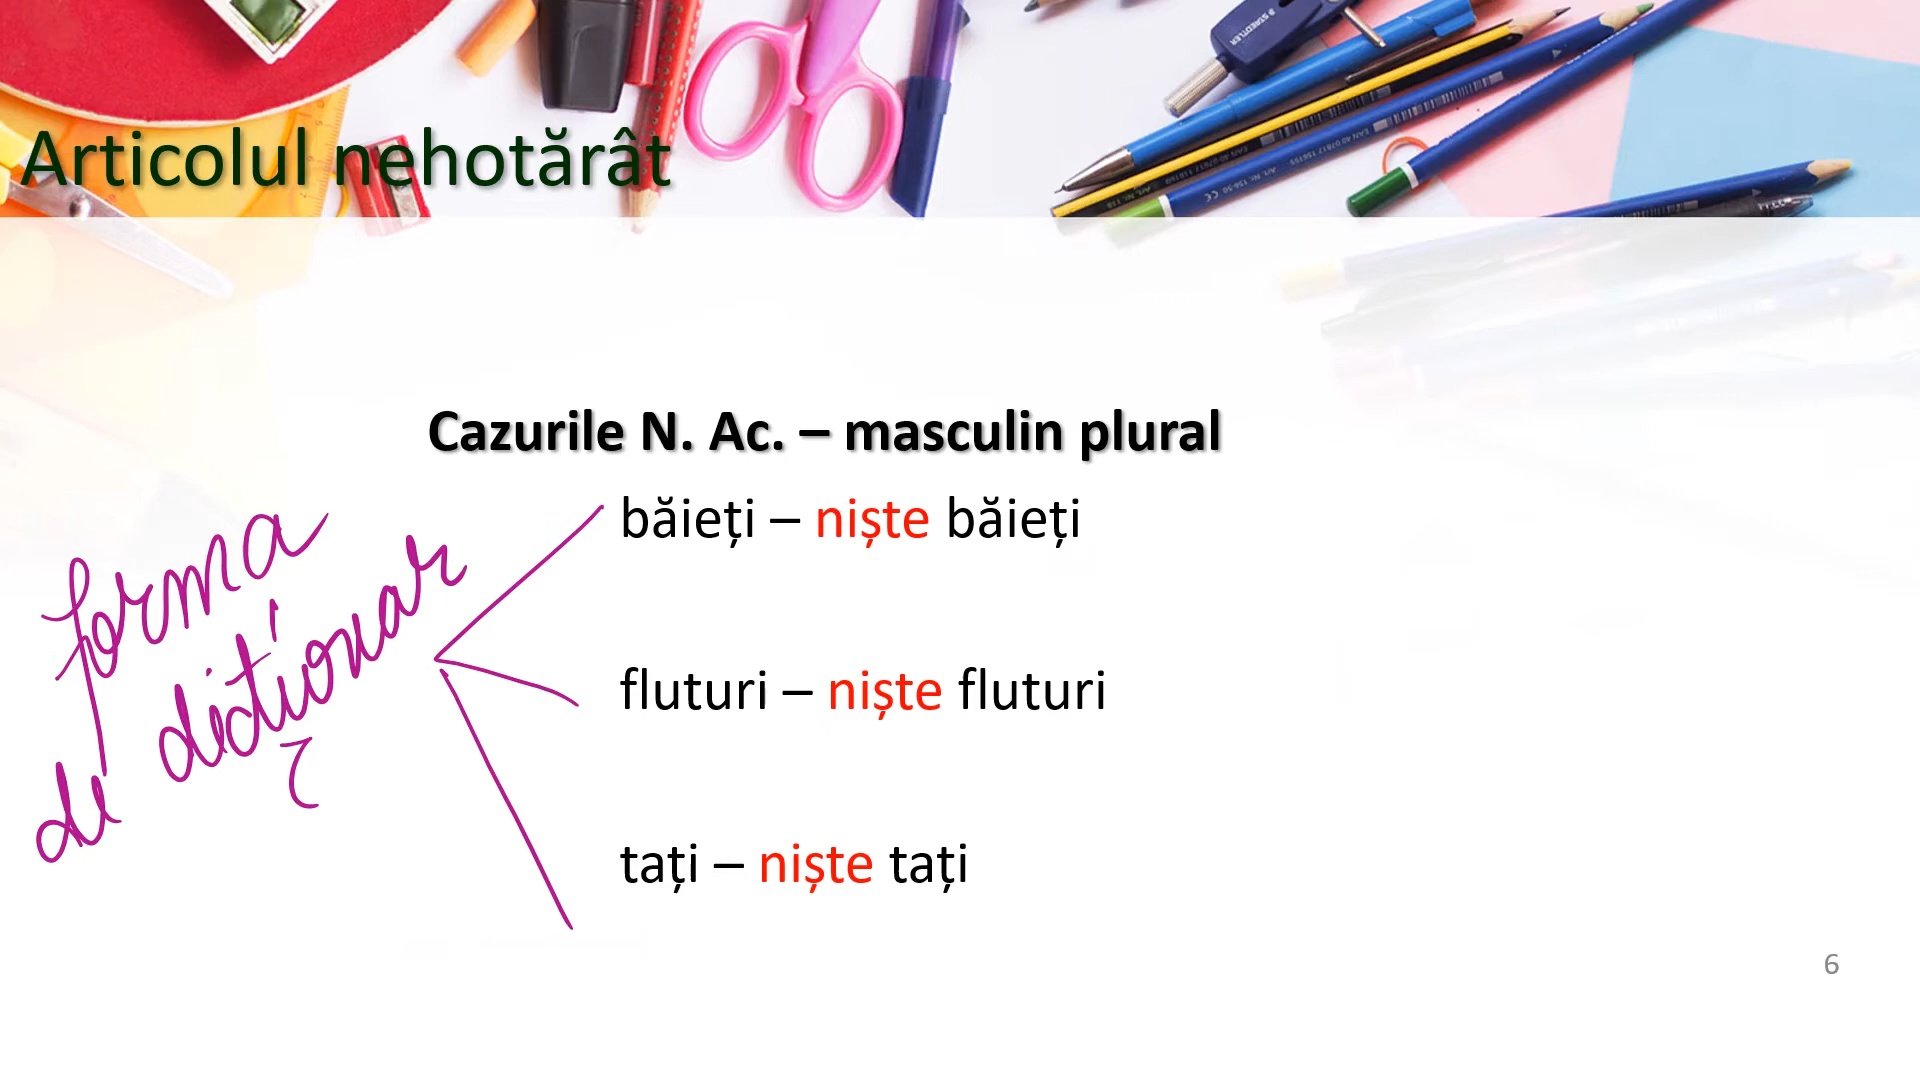 Articolul nehotărât
Cazurile N. Ac. – masculin plural
băieți – niște băieți
forma
de dicționar
fluturi – niște fluturi
tați – niște tați
6